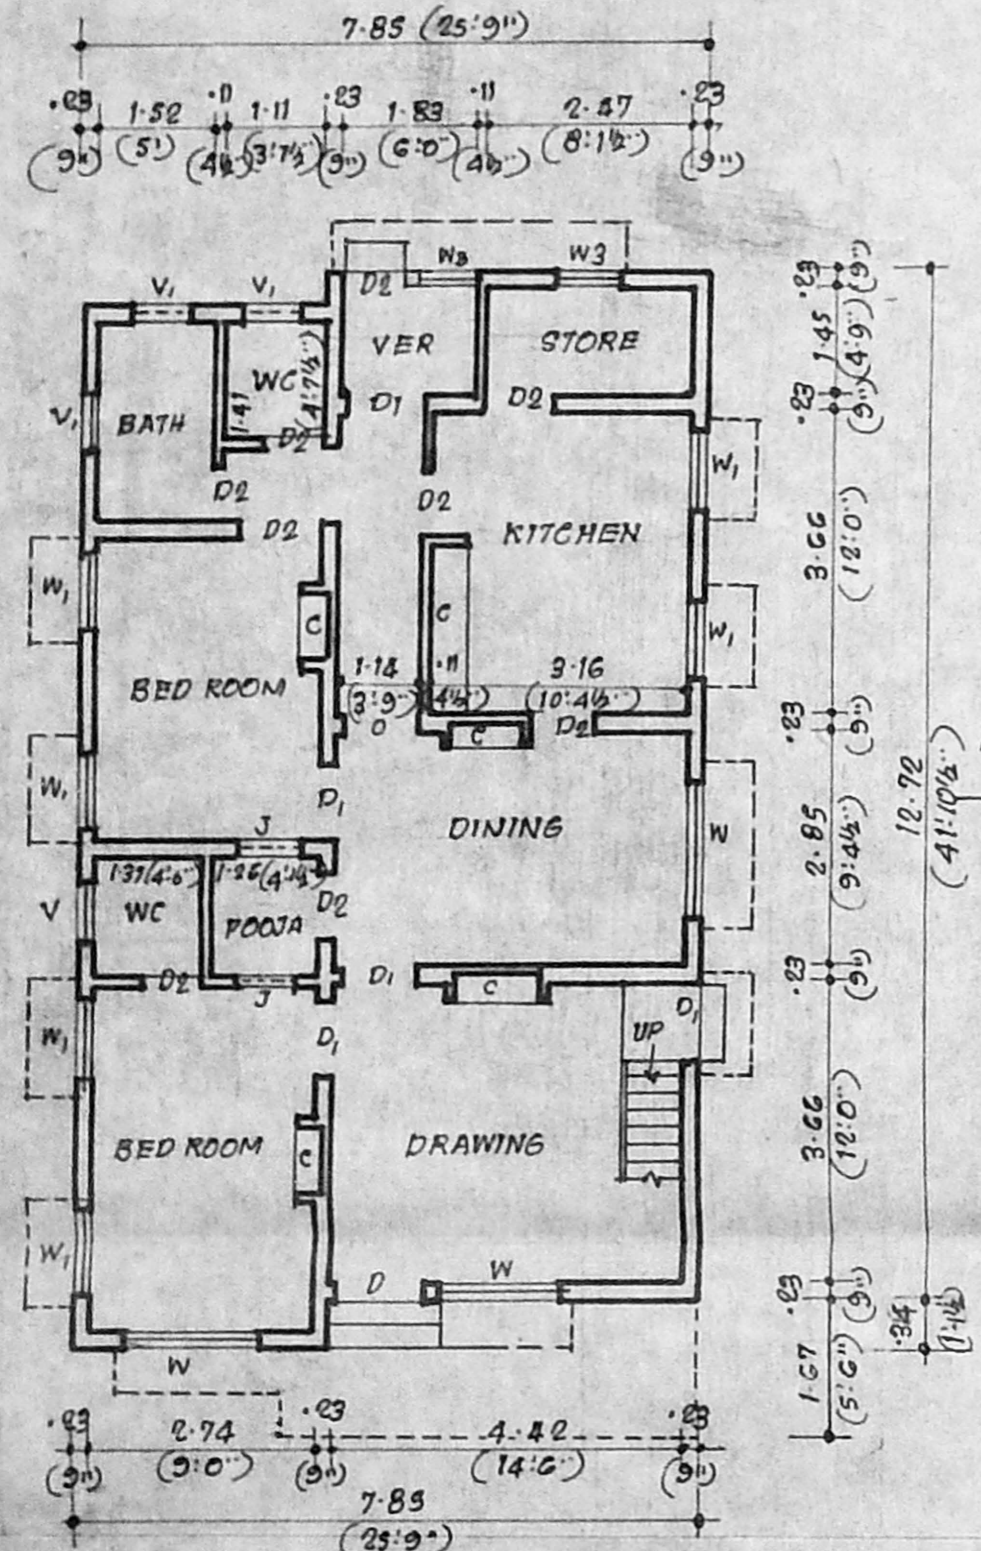 7.85 (25'.9")
.23 1.52 .11 1.11 .23 1.83 .11 2.47 .23
(9") (5') (4½") (3'.7½") (9") (6'.0") (4½") (8'.1½") (9")
D2 W3 W3
V1 V1
VER STORE
WC
1.41 (4'.7½")
V1 BATH
D1 D2
D2
W1
D2 D2
D2 KITCHEN
W1
C C W1
BED ROOM
1.14 .11 3.16
(3'.9") (4½") (10'.4½")
O C D2
W1 D1 DINING W
J
1.37 (4'.6") 1.26 (4'.1½")
V WC POOJA D2
D2 J D1 C D1
W1 D1 UP
BED ROOM C DRAWING
W1 D W
W
.23 (9")
1.45 (4'.9")
.23 (9")
3.66 (12'.0")
.23 (9")
2.85 (9'.4½")
.23 (9")
3.66 (12'.0")
.23 (9")
1.67 (5'.6")
12.72 (41'.10½")
.34 (1'.1½")
.23 2.74 .23 4.42 .23
(9") (9'.0") (9") (14'.6") (9")
7.85
(25'.9")